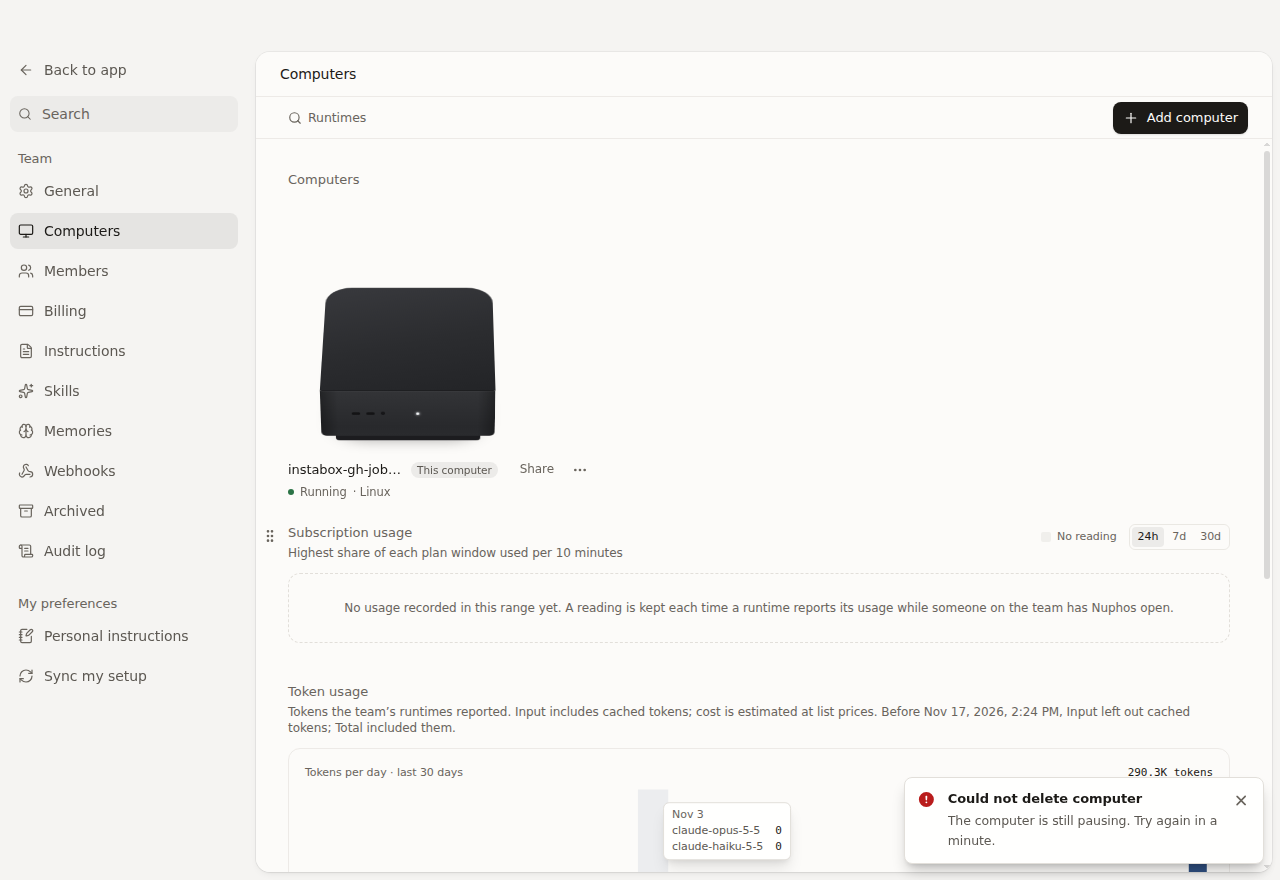 Back to app
Search
Team
General
Computers
Members
Billing
Instructions
Skills
Memories
Webhooks
Archived
Audit log
My preferences
Personal instructions
Sync my setup
Computers
Runtimes
Add computer
Computers
instabox-gh-job…
This computer
Share
Running · Linux
Subscription usage
Highest share of each plan window used per 10 minutes
No reading
24h
7d
30d
No usage recorded in this range yet. A reading is kept each time a runtime reports its usage while someone on the team has Nuphos open.
Token usage
Tokens the team’s runtimes reported. Input includes cached tokens; cost is estimated at list prices. Before Nov 17, 2026, 2:24 PM, Input left out cached
tokens; Total included them.
Tokens per day · last 30 days
290.3K tokens
Nov 3
claude-opus-5-5 0
claude-haiku-5-5 0
Could not delete computer
The computer is still pausing. Try again in a
minute.